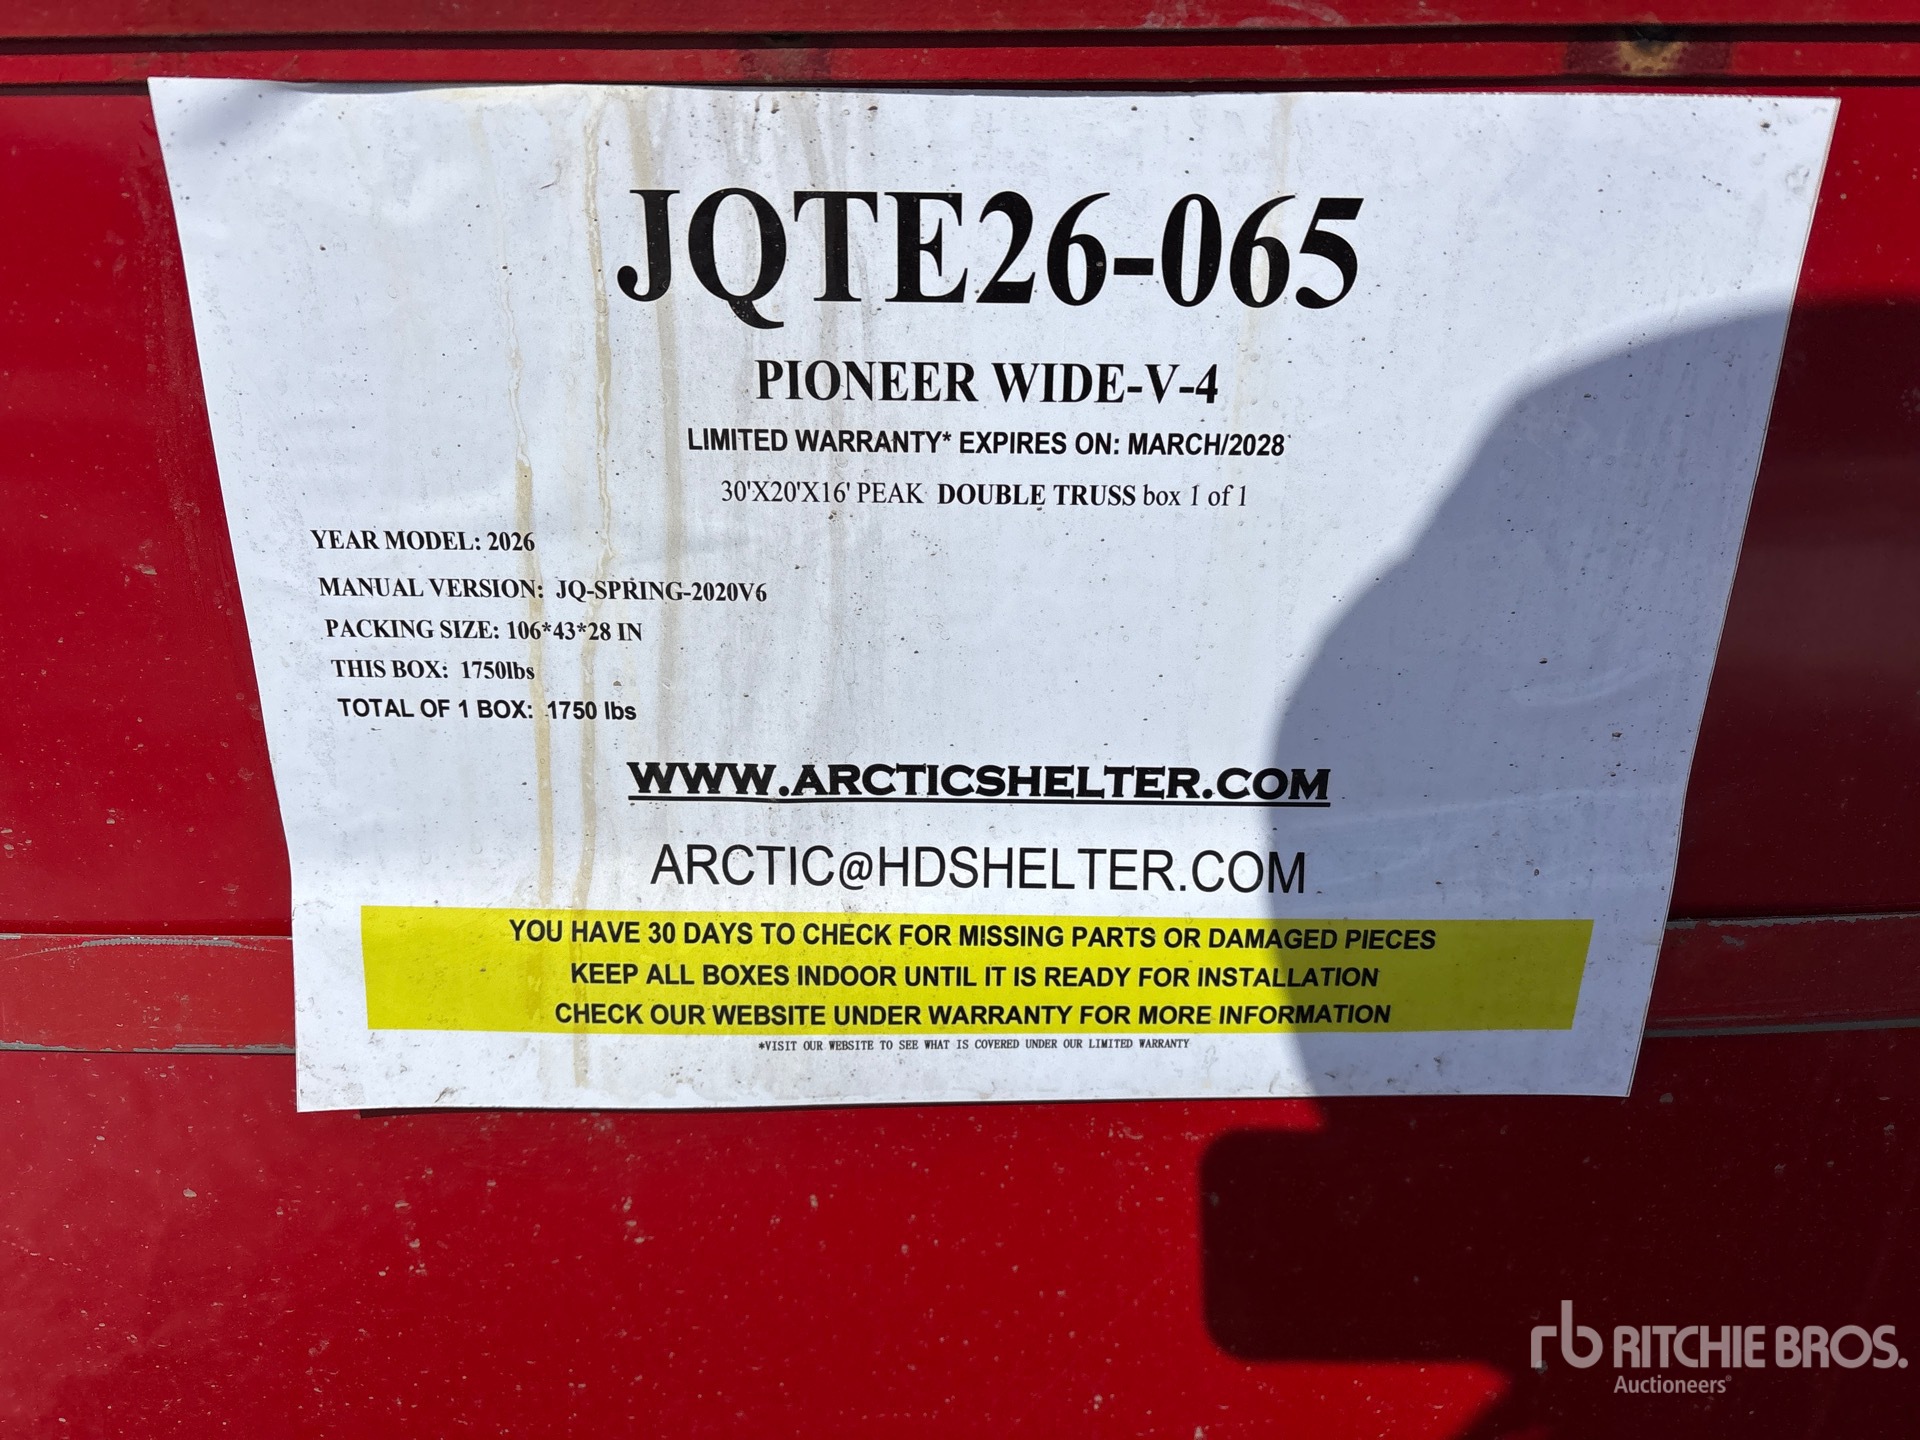 JQTE26-065
PIONEER WIDE-V-4
LIMITED WARRANTY* EXPIRES ON: MARCH/2028
30'X20'X16' PEAK DOUBLE TRUSS box 1 of 1
YEAR MODEL: 2026
MANUAL VERSION: JQ-SPRING-2020V6
PACKING SIZE: 106*43*28 IN
THIS BOX: 1750lbs
TOTAL OF 1 BOX: 1750 lbs
WWW.ARCTICSHELTER.COM
ARCTIC@HDSHELTER.COM
YOU HAVE 30 DAYS TO CHECK FOR MISSING PARTS OR DAMAGED PIECES
KEEP ALL BOXES INDOOR UNTIL IT IS READY FOR INSTALLATION
CHECK OUR WEBSITE UNDER WARRANTY FOR MORE INFORMATION
*VISIT OUR WEBSITE TO SEE WHAT IS COVERED UNDER OUR LIMITED WARRANTY
rb RITCHIE BROS.
Auctioneers®